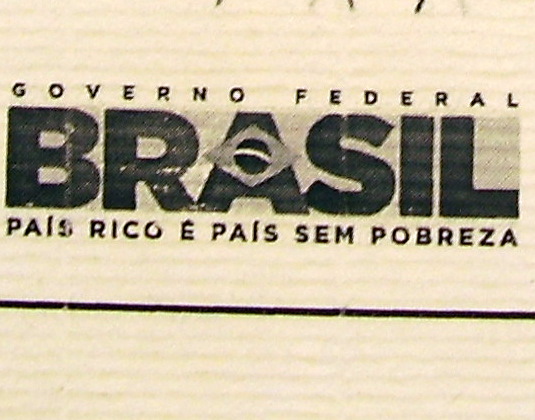 GOVERNO FEDERAL
BRASIL
PAÍS RICO É PAÍS SEM POBREZA